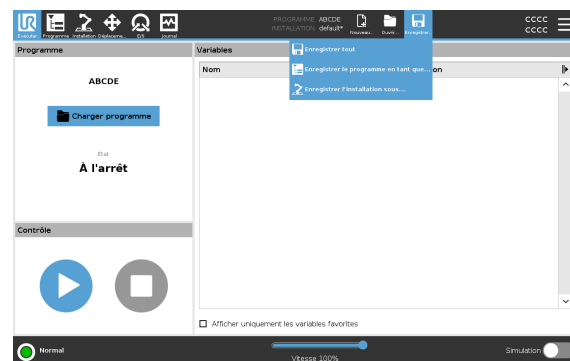 UR
PROGRAMME ABCDE
INSTALLATION default*
Exécuter Programme Installation Déplaceme... E/S Journal
Nouveau... Ouvrir... Enregistrer...
cccc
cccc
Programme
Variables
Enregistrer tout
Nom
Enregistrer le programme en tant que...
on
Enregistrer l'installation sous...
ABCDE
Charger programme
État
À l'arrêt
Contrôle
Afficher uniquement les variables favorites
Normal
Vitesse 100%
Simulation